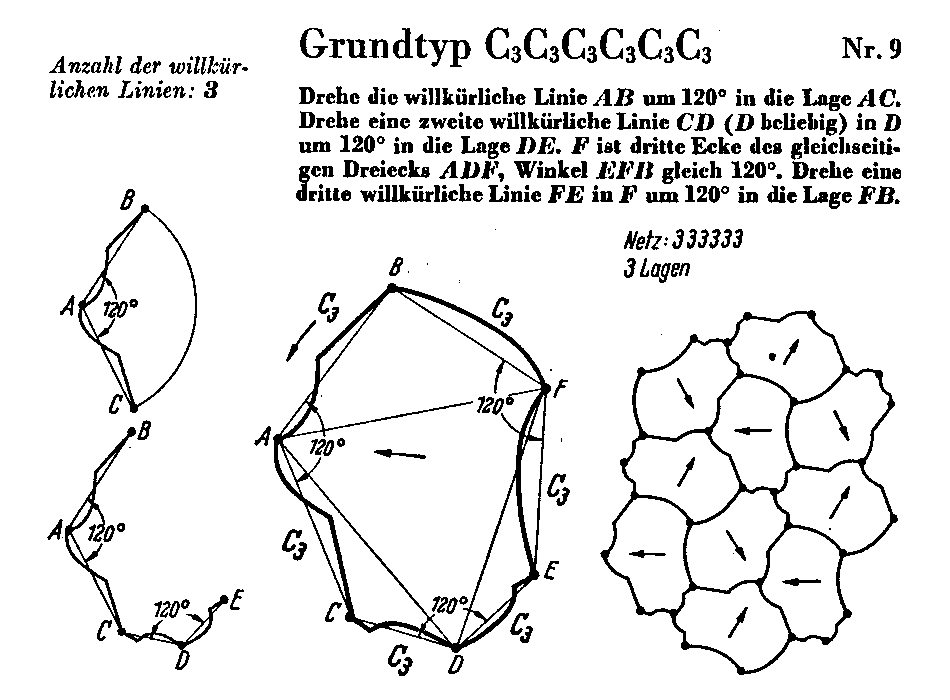 Grundtyp C₃C₃C₃C₃C₃C₃
Nr. 9
Anzahl der willkür-
lichen Linien: 3
Drehe die willkürliche Linie AB um 120° in die Lage AC.
Drehe eine zweite willkürliche Linie CD (D beliebig) in D
um 120° in die Lage DE. F ist dritte Ecke des gleichseiti-
gen Dreiecks ADF, Winkel EFB gleich 120°. Drehe eine
dritte willkürliche Linie FE in F um 120° in die Lage FB.
Netz: 333333
3 Lagen
B
A
120°
C
B
A
120°
C
120°
E
D
B
C₃
C₃
F
120°
A
120°
C₃
C₃
E
120°
C
C₃
C₃
D